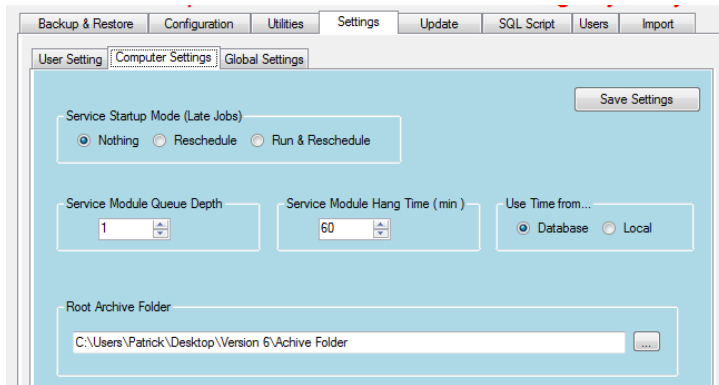 Backup & Restore Configuration Utilities Settings Update SQL Script Users Import
User Setting Computer Settings Global Settings
Save Settings
Service Startup Mode (Late Jobs)
Nothing Reschedule Run & Reschedule
Service Module Queue Depth Service Module Hang Time ( min ) Use Time from...
1 60 Database Local
Root Archive Folder
C:\Users\Patrick\Desktop\Version 6\Achive Folder ...